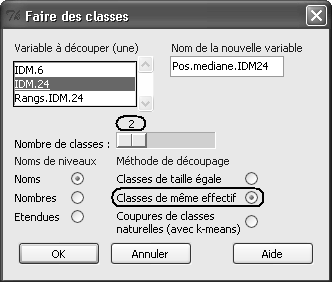 Faire des classes
Variable à découper (une)
Nom de la nouvelle variable
IDM.6
IDM.24
Rangs.IDM.24
Pos.mediane.IDM24
2
Nombre de classes :
Noms de niveaux
Méthode de découpage
Noms
Classes de taille égale
Nombres
Classes de même effectif
Etendues
Coupures de classes
naturelles (avec k-means)
OK
Annuler
Aide